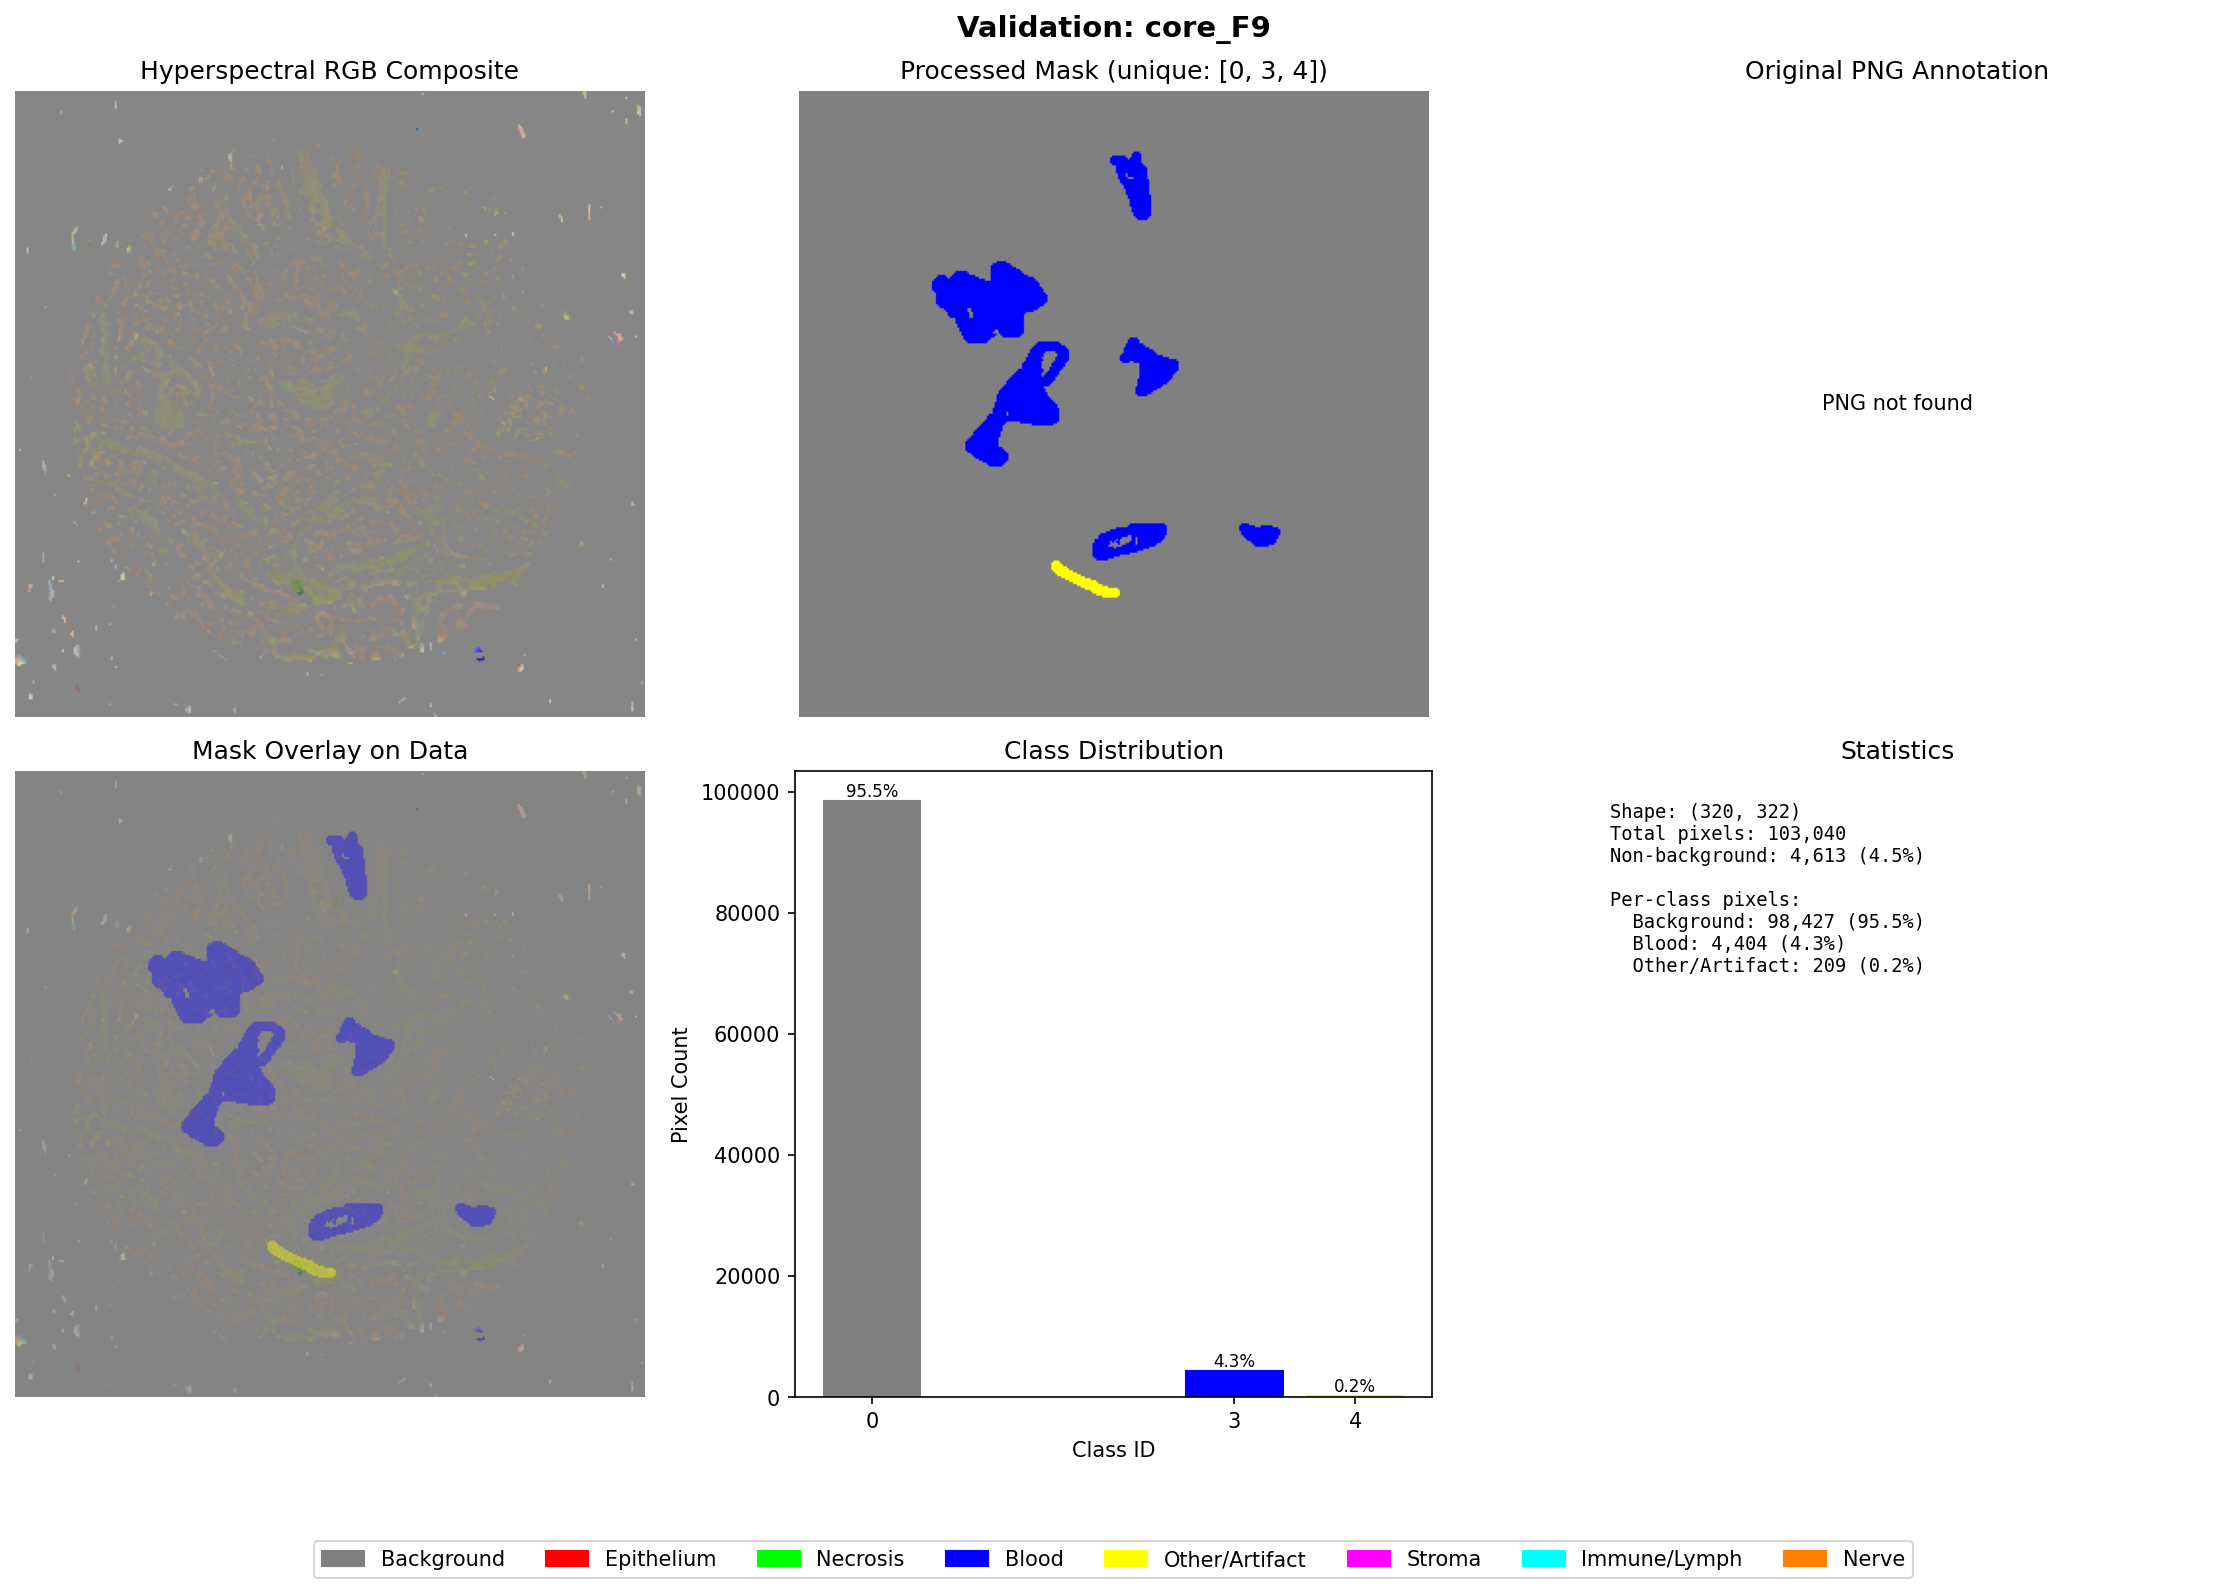 Validation: core_F9
Hyperspectral RGB Composite
Processed Mask (unique: [0, 3, 4])
Original PNG Annotation
PNG not found
Mask Overlay on Data
Class Distribution
Statistics
100000
80000
60000
40000
20000
0
Pixel Count
95.5%
4.3%
0.2%
0
3
4
Class ID
Shape: (320, 322)
Total pixels: 103,040
Non-background: 4,613 (4.5%)
Per-class pixels:
Background: 98,427 (95.5%)
Blood: 4,404 (4.3%)
Other/Artifact: 209 (0.2%)
Background
Epithelium
Necrosis
Blood
Other/Artifact
Stroma
Immune/Lymph
Nerve